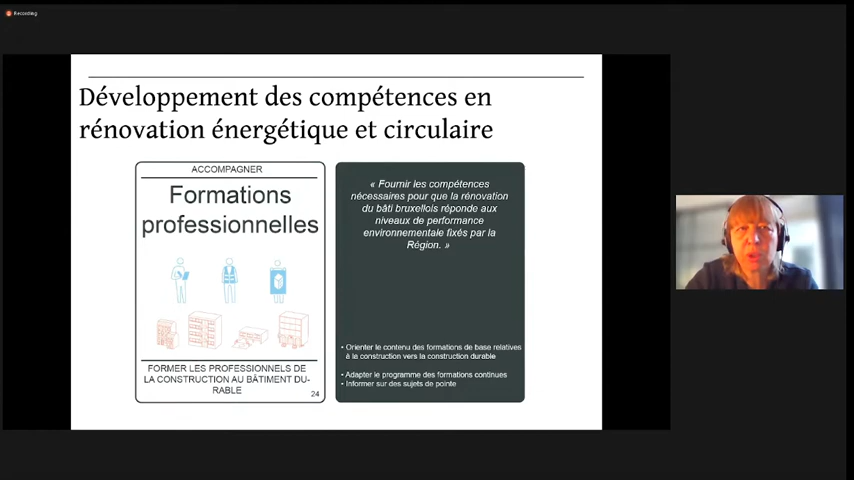 Recording
Développement des compétences en
rénovation énergétique et circulaire
ACCOMPAGNER
Formations
professionnelles
FORMER LES PROFESSIONNELS DE
LA CONSTRUCTION AU BÂTIMENT DU-
RABLE
24
« Fournir les compétences
nécessaires pour que la rénovation
du bâti bruxellois réponde aux
niveaux de performance
environnementale fixés par la
Région. »
• Orienter le contenu des formations de base relatives
à la construction vers la construction durable
• Adapter le programme des formations continues
• Informer sur des sujets de pointe